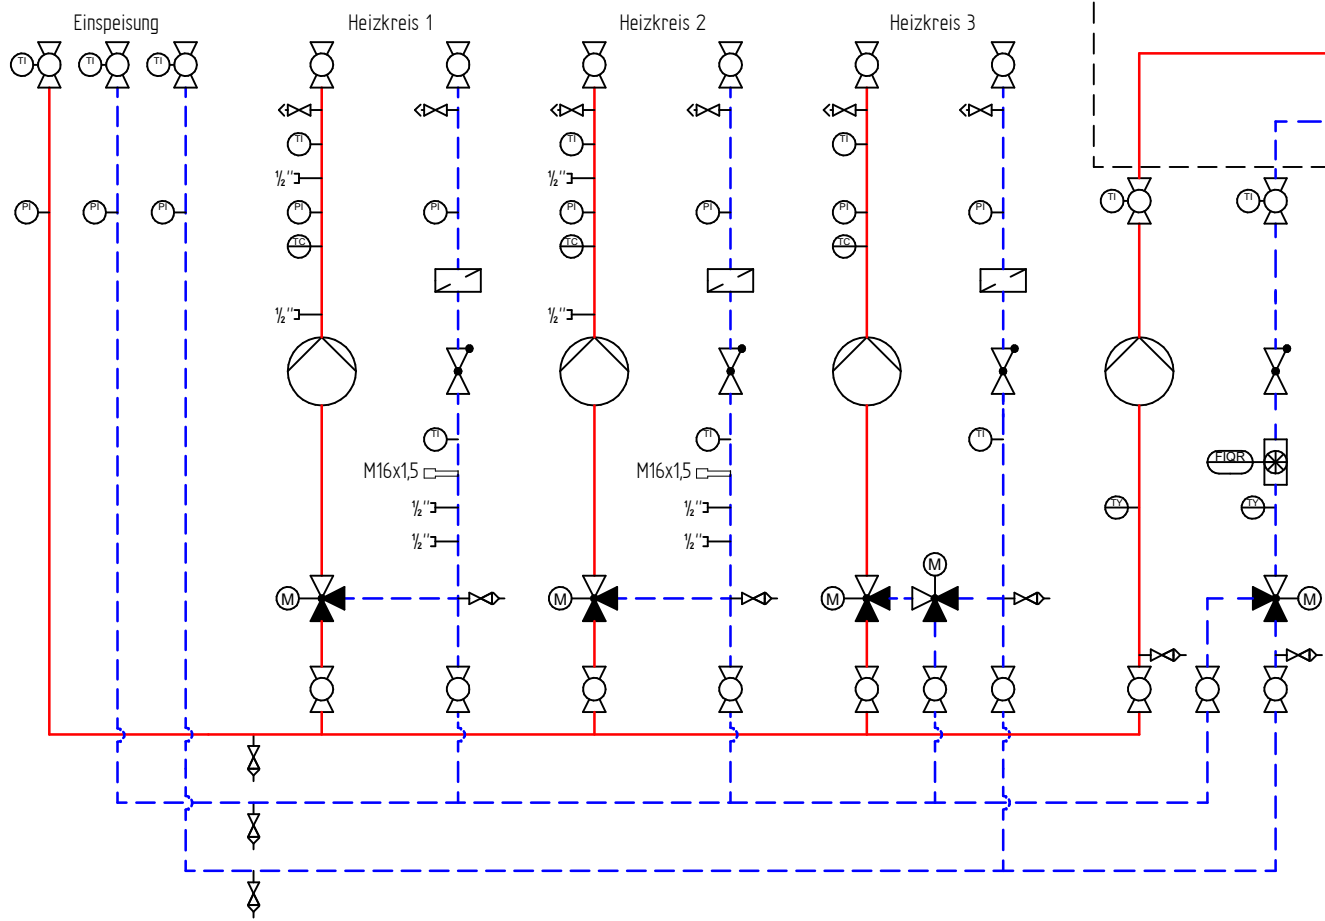 Einspeisung Heizkreis 1 Heizkreis 2 Heizkreis 3
TI TI TI
TI TI TI
½" ½"
TI TI
PI PI PI PI PI PI PI PI PI
TC TC TC
½" ½"
TI TI TI
FIQR
M16x1,5 M16x1,5
½" ½" TY TY
½" ½"
M
M M M M